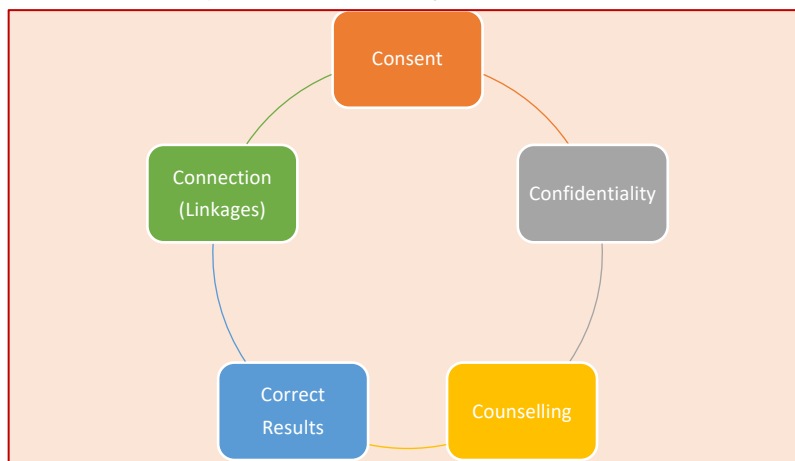 Consent
Confidentiality
Counselling
Correct
Results
Connection
(Linkages)